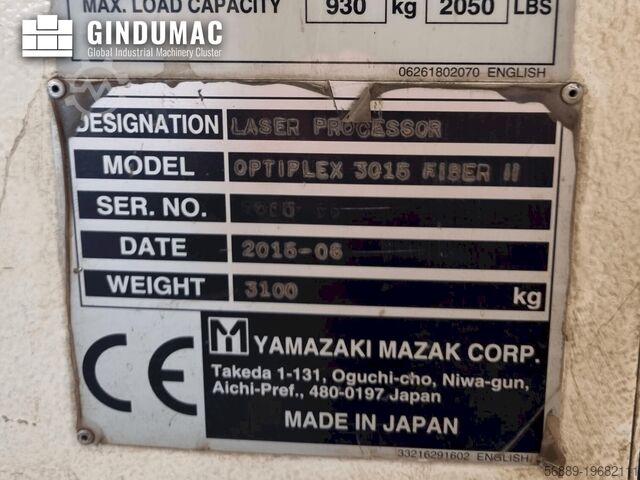 MAX. LOAD CAPACITY 930 kg 2050 LBS
GINDUMAC
Global Industrial Machinery Cluster
06261802070 ENGLISH
DESIGNATION LASER PROCESSOR
MODEL OPTIPLEX 3015 FIBER II
SER. NO.
DATE 2015-06
WEIGHT 3100 kg
CE
YAMAZAKI MAZAK CORP.
Takeda 1-131, Oguchi-cho, Niwa-gun,
Aichi-Pref., 480-0197 Japan
MADE IN JAPAN
33216291602 ENGLISH
56889-19682111